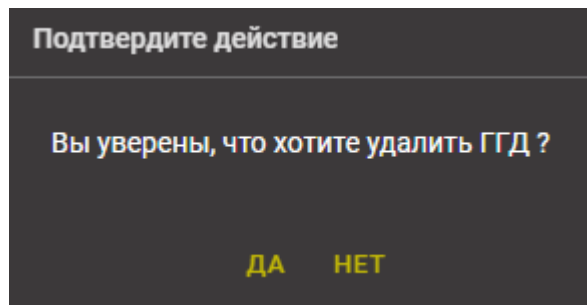 Подтвердите действие
Вы уверены, что хотите удалить ГГД ?
ДА НЕТ